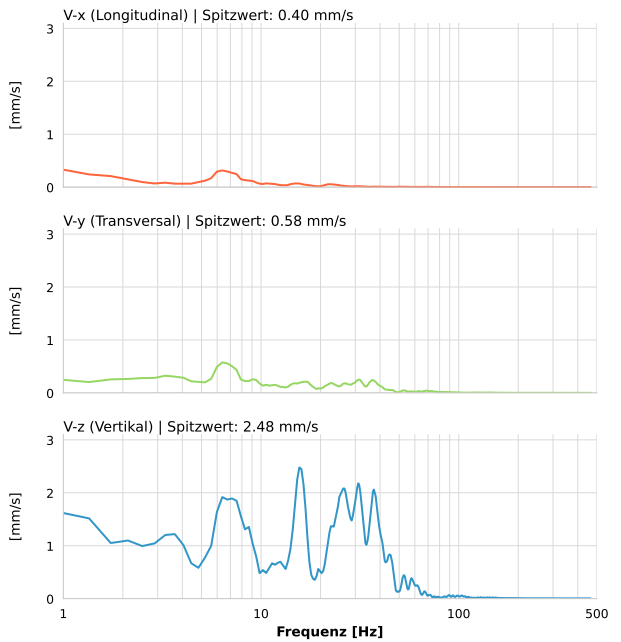 V-x (Longitudinal) | Spitzwert: 0.40 mm/s
3
2
1
0
[mm/s]
V-y (Transversal) | Spitzwert: 0.58 mm/s
3
2
1
0
[mm/s]
V-z (Vertikal) | Spitzwert: 2.48 mm/s
3
2
1
0
[mm/s]
1 10 100 500
Frequenz [Hz]